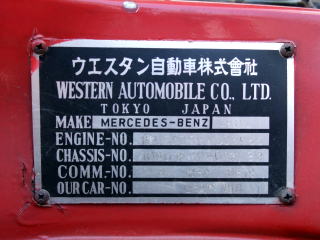 ウエスタン自動車株式會社
WESTERN AUTOMOBILE CO., LTD.
TOKYO JAPAN
MAKE MERCEDES-BENZ
ENGINE-NO.
CHASSIS-NO.
COMM.-NO.
OUR CAR-NO.